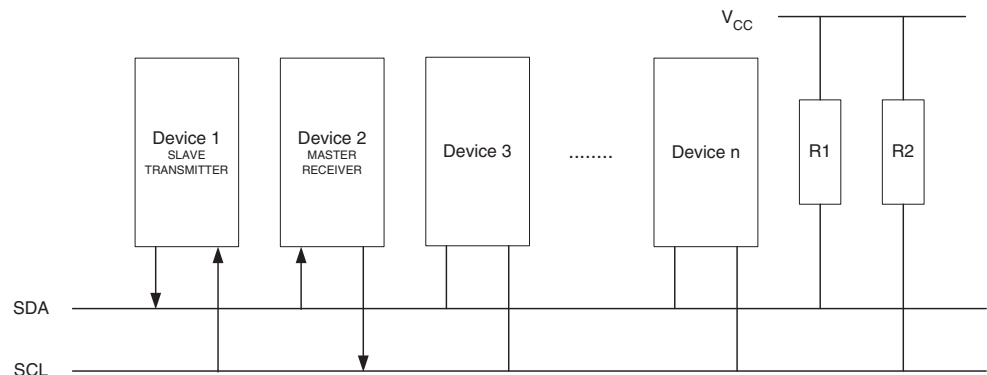 VCC
Device 1
SLAVE
TRANSMITTER
Device 2
MASTER
RECEIVER
Device 3
........
Device n
R1
R2
SDA
SCL